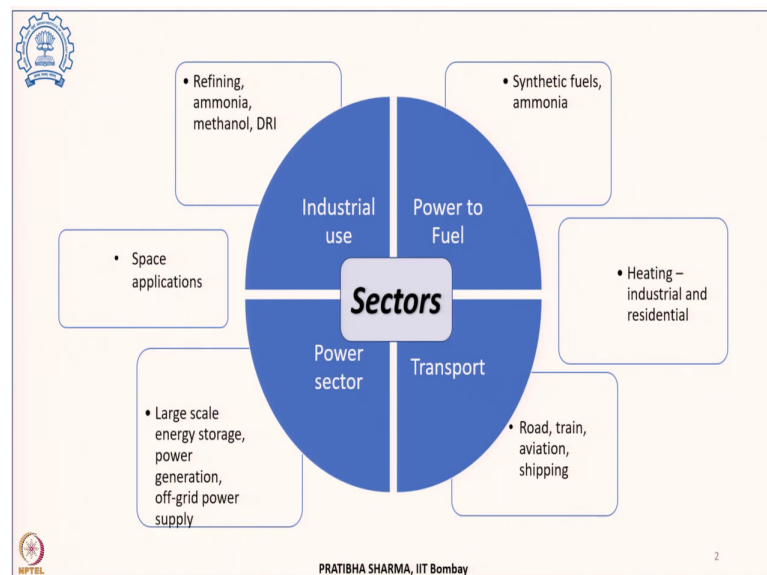 • Refining,
ammonia,
methanol, DRI
• Synthetic fuels,
ammonia
Industrial
use
Power to
Fuel
• Space
applications
• Heating –
industrial and
residential
Sectors
Power
sector
Transport
• Large scale
energy storage,
power
generation,
off-grid power
supply
• Road, train,
aviation,
shipping
NPTEL
PRATIBHA SHARMA, IIT Bombay
2